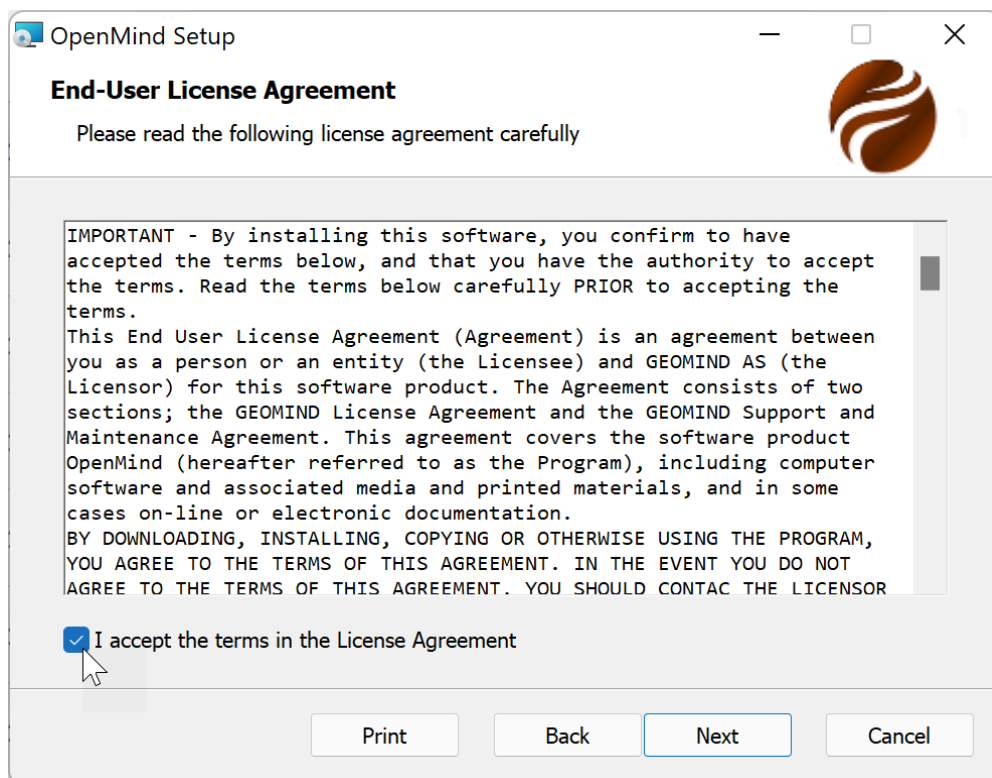 OpenMind Setup
End-User License Agreement
Please read the following license agreement carefully
IMPORTANT - By installing this software, you confirm to have
accepted the terms below, and that you have the authority to accept
the terms. Read the terms below carefully PRIOR to accepting the
terms.
This End User License Agreement (Agreement) is an agreement between
you as a person or an entity (the Licensee) and GEOMIND AS (the
Licensor) for this software product. The Agreement consists of two
sections; the GEOMIND License Agreement and the GEOMIND Support and
Maintenance Agreement. This agreement covers the software product
OpenMind (hereafter referred to as the Program), including computer
software and associated media and printed materials, and in some
cases on-line or electronic documentation.
BY DOWNLOADING, INSTALLING, COPYING OR OTHERWISE USING THE PROGRAM,
YOU AGREE TO THE TERMS OF THIS AGREEMENT. IN THE EVENT YOU DO NOT
AGREE TO THE TERMS OF THIS AGREEMENT, YOU SHOULD CONTAC THE LICENSOR
I accept the terms in the License Agreement
Print Back Next Cancel